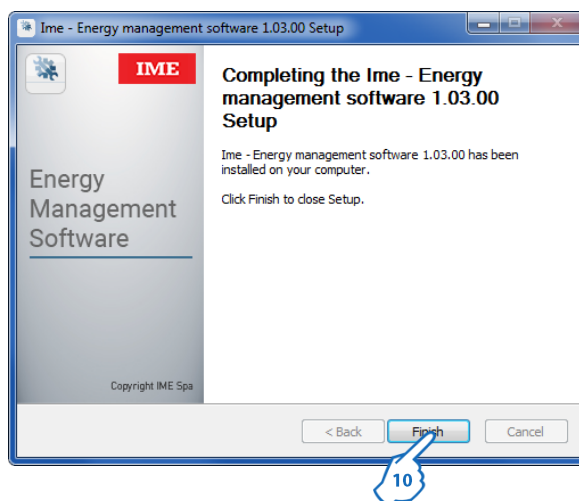 Ime - Energy management software 1.03.00 Setup
IME
Completing the Ime - Energy
management software 1.03.00
Setup
Ime - Energy management software 1.03.00 has been
installed on your computer.
Click Finish to close Setup.
Energy
Management
Software
Copyright IME Spa
< Back
Finish
Cancel
10